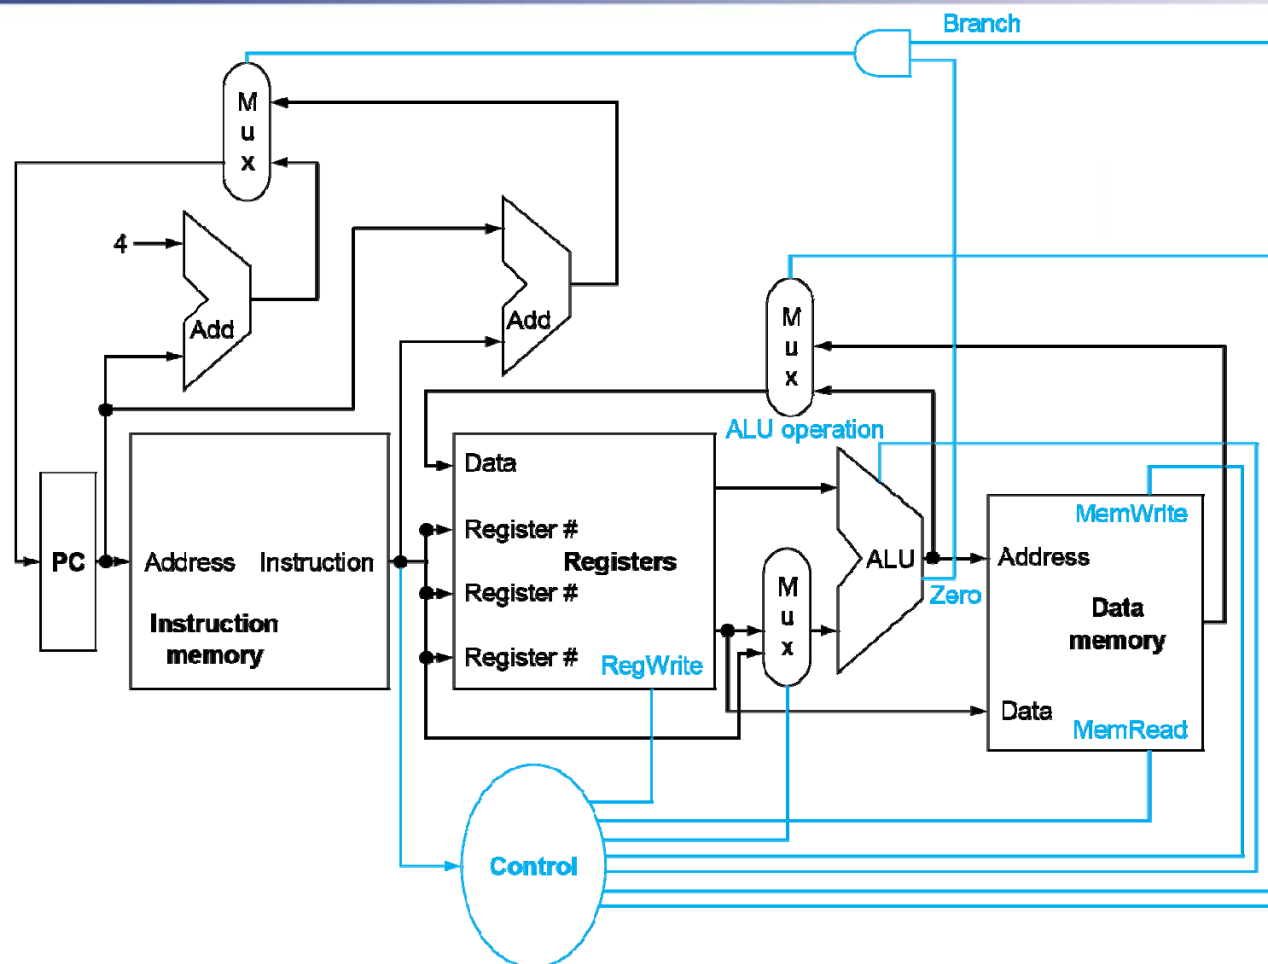 Branch
M
u
x
4
Add
Add
M
u
x
ALU operation
Data
Register #
Registers
Register #
Register #
RegWrite
PC
Address
Instruction
Instruction
memory
M
u
x
ALU
Zero
MemWrite
Address
Data
memory
Data
MemRead
Control